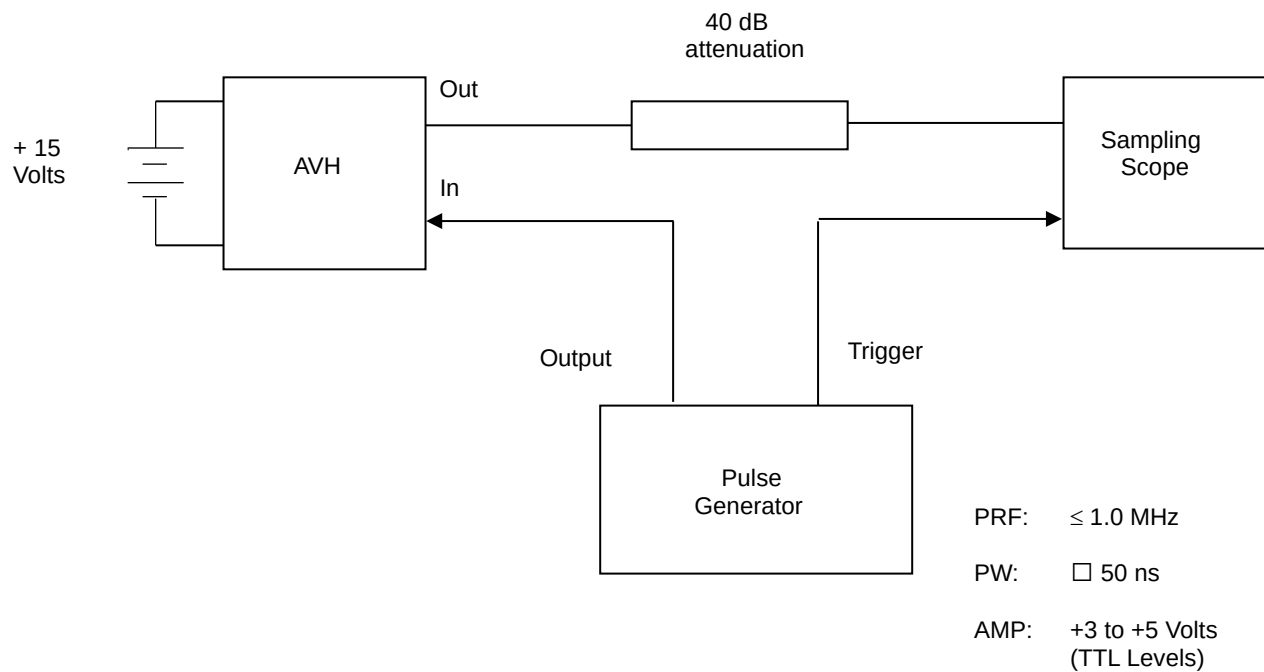 40 dB
attenuation
Out
+ 15
Volts
AVH
In
Sampling
Scope
Output
Trigger
Pulse
Generator
PRF: ≤ 1.0 MHz
PW: □ 50 ns
AMP: +3 to +5 Volts
(TTL Levels)